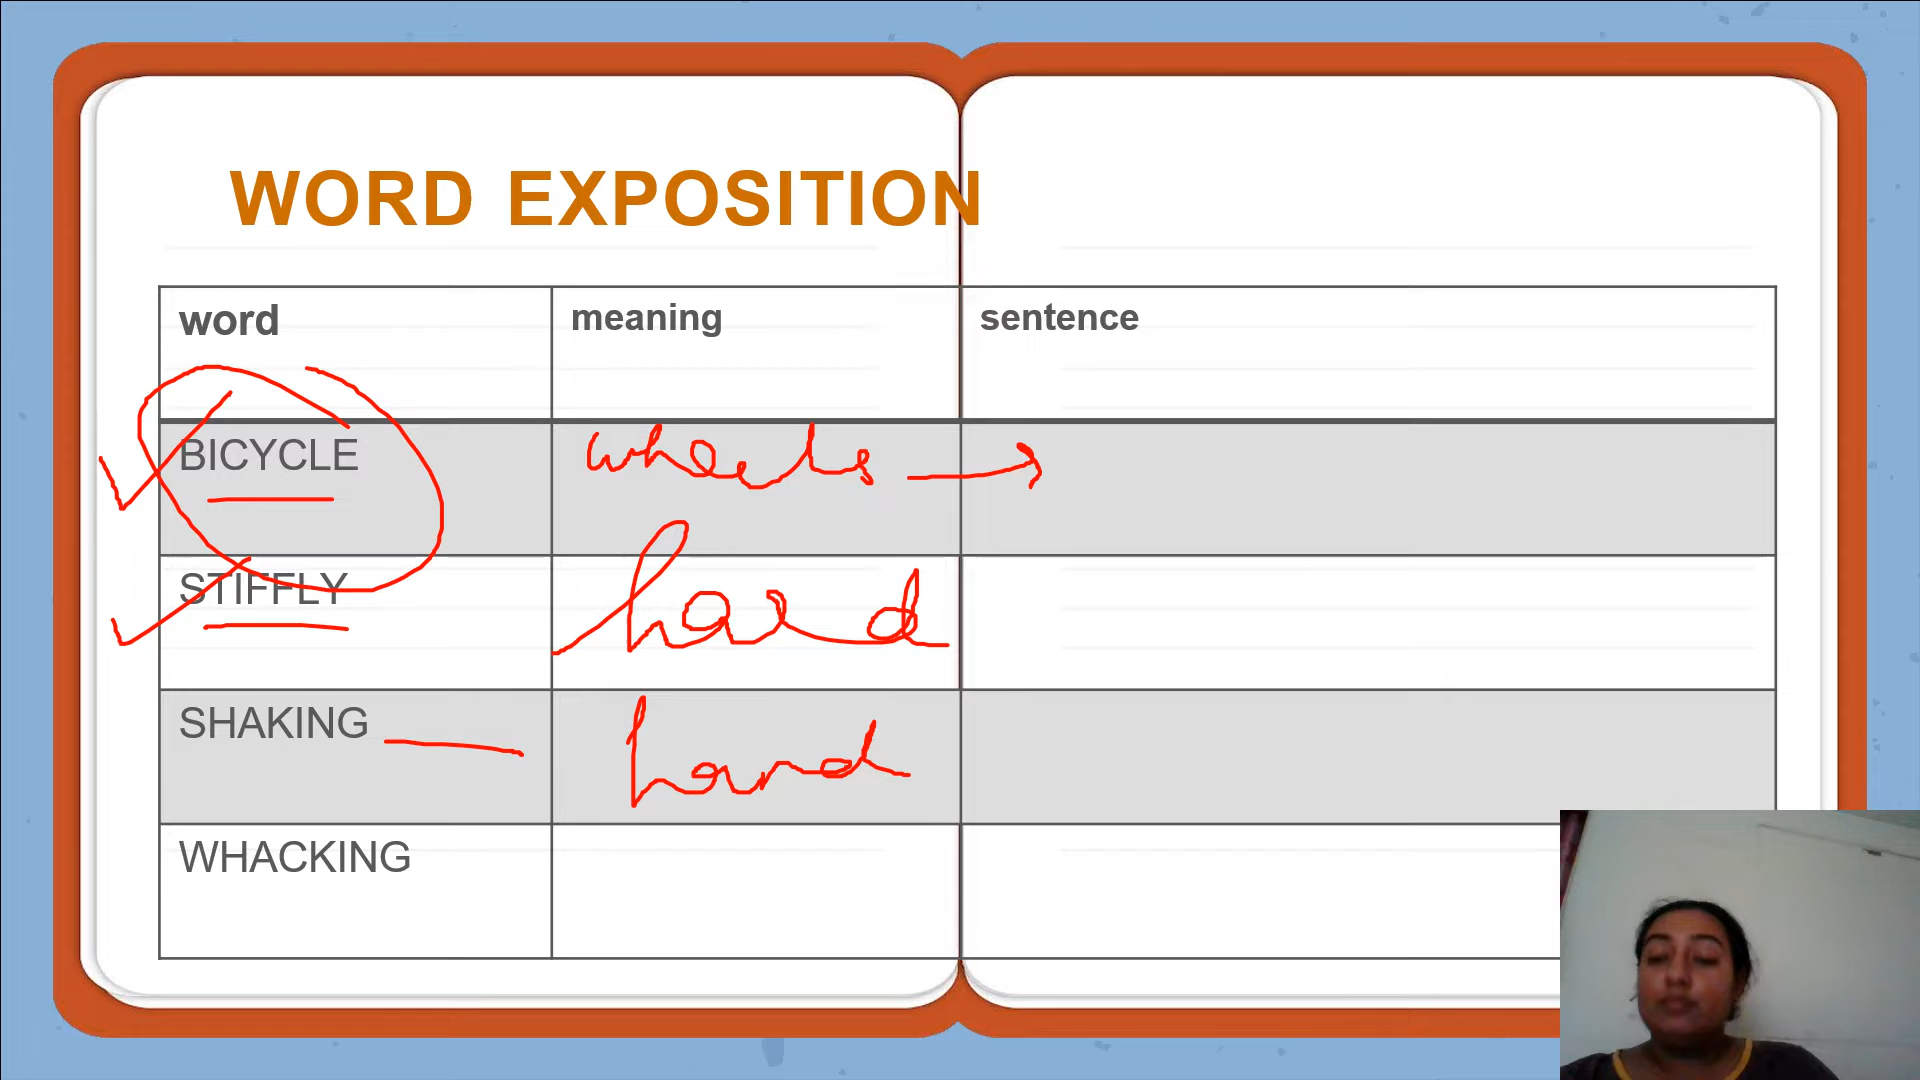 WORD EXPOSITION
word meaning sentence
BICYCLE wheels
STIFFLY hard
SHAKING hand
WHACKING